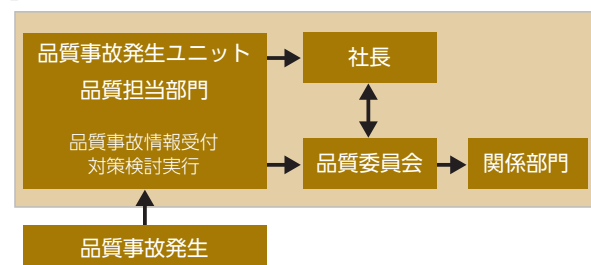 品質事故発生ユニット
品質担当部門
品質事故情報受付
対策検討実行
社長
品質委員会
関係部門
品質事故発生